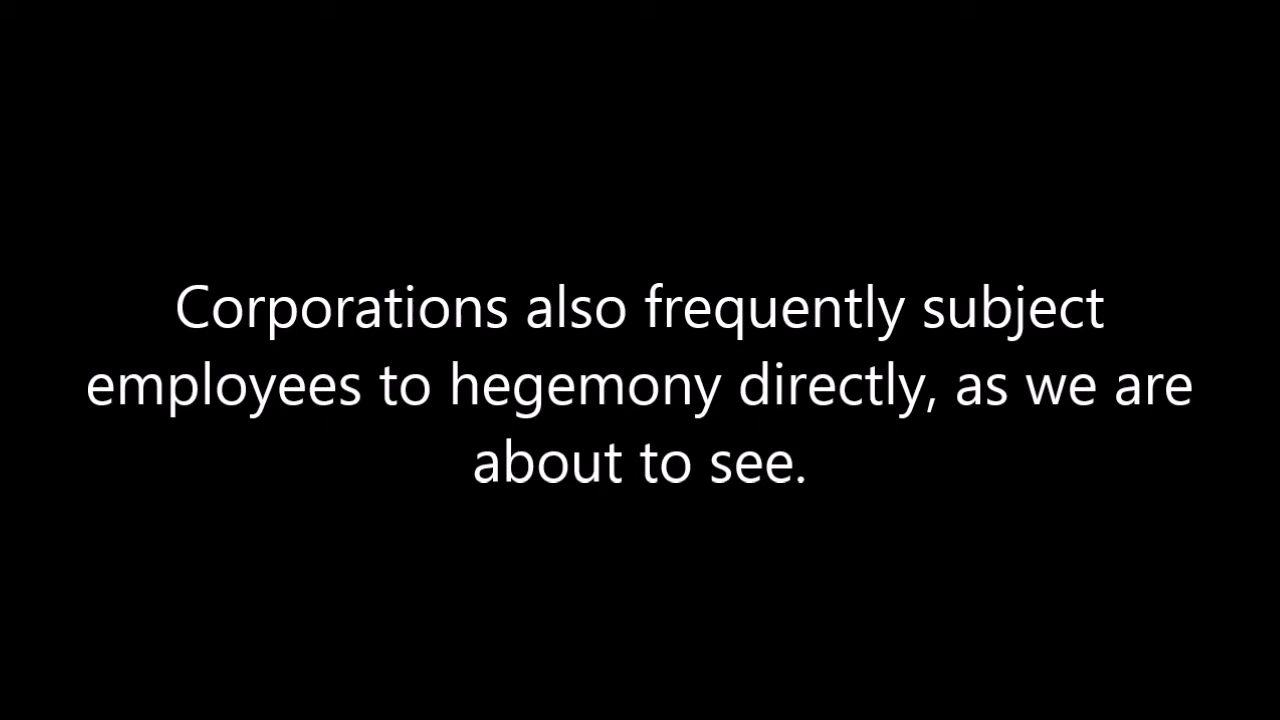 Corporations also frequently subject
employees to hegemony directly, as we are
about to see.